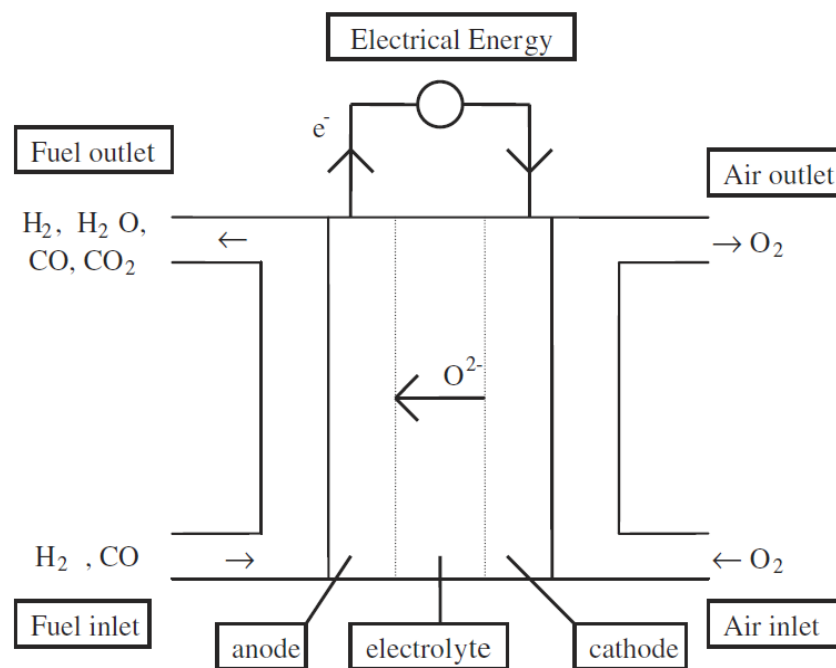 Electrical Energy
e⁻
Fuel outlet
Air outlet
H₂, H₂ O,
CO, CO₂
← 
→ O₂
O²⁻
H₂ , CO
→
← O₂
Fuel inlet
anode
electrolyte
cathode
Air inlet